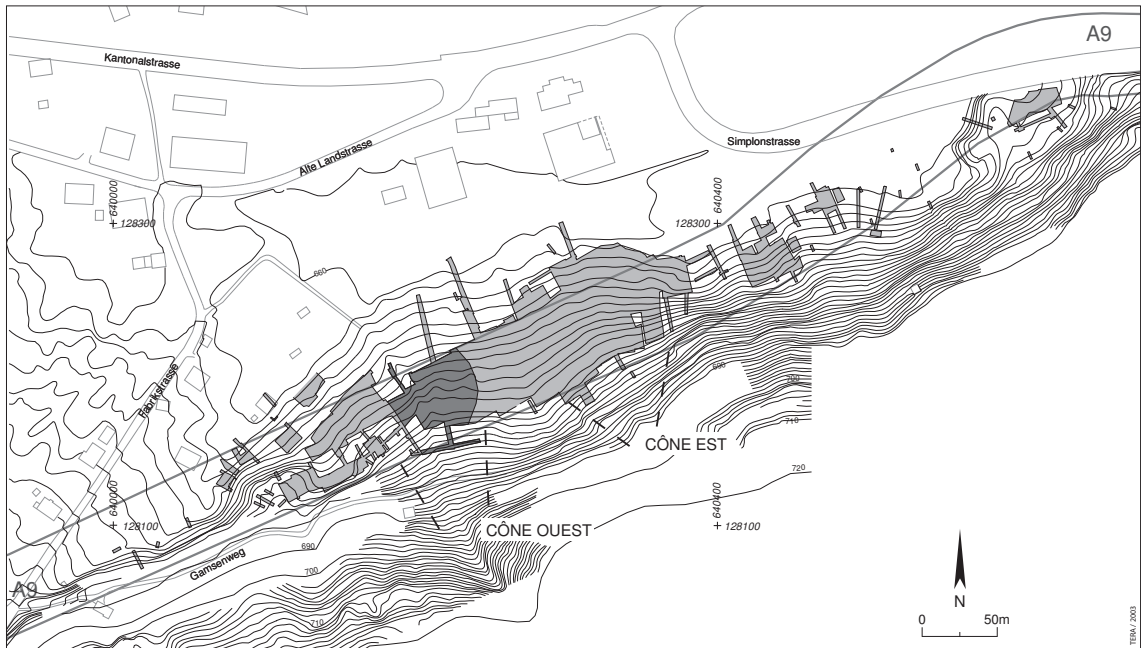 A9
Kantonalstrasse
Simplonstrasse
Alte Landstrasse
640000
128300
640400
128300
660
Fabrikstrasse
690
700
710
CÔNE EST
720
640000
128100
640400
128100
CÔNE OUEST
690
Gamsenweg
700
A9
710
N
0 50m
TERA / 2003